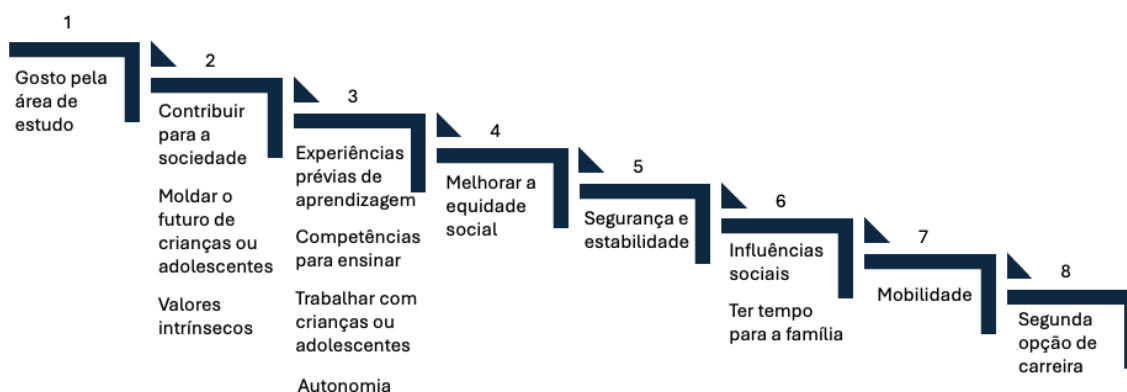 1
Gosto pela
área de
estudo
2
Contribuir
para a
sociedade
Moldar o
futuro de
crianças ou
adolescentes
Valores
intrínsecos
3
Experiências
prévias de
aprendizagem
Competências
para ensinar
Trabalhar com
crianças ou
adolescentes
Autonomia
4
Melhorar a
equidade
social
5
Segurança e
estabilidade
6
Influências
sociais
Ter tempo
para a família
7
Mobilidade
8
Segunda
opção de
carreira